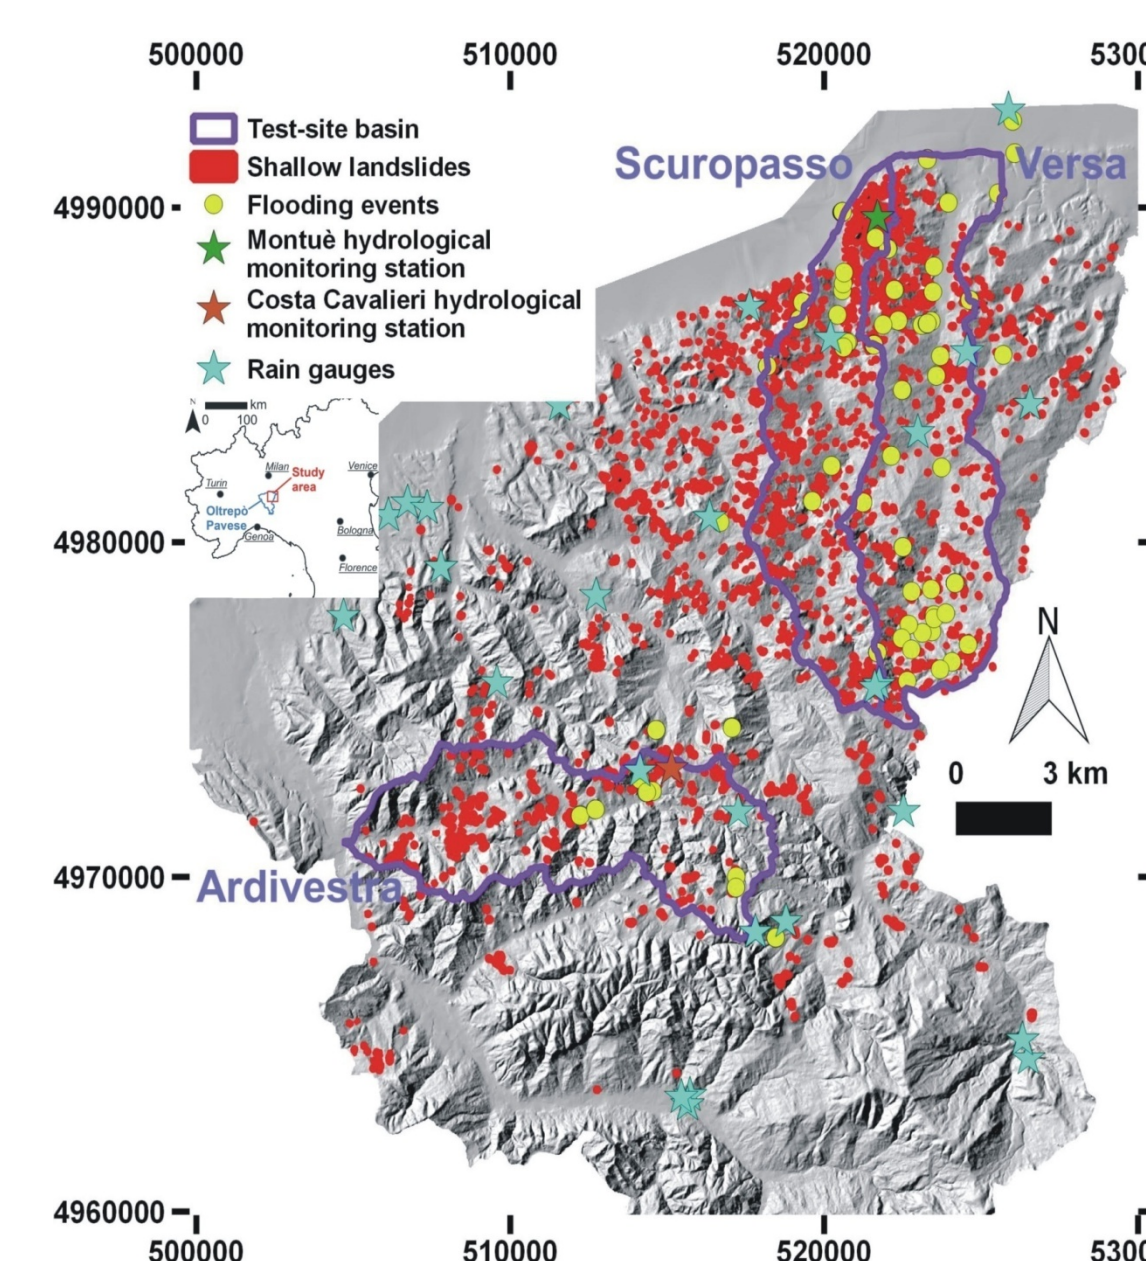 500000 510000 520000 5300
Test-site basin
Shallow landslides
Flooding events
Montuè hydrological
monitoring station
Costa Cavalieri hydrological
monitoring station
Rain gauges
Scuropasso Versa
4990000
N km
0 100
Milan Venice
Turin
Study
area
Oltrepò
Pavese
Genoa
Bologna
Florence
4980000
N
0 3 km
4970000
Ardivestra
4960000
500000 510000 520000 5300